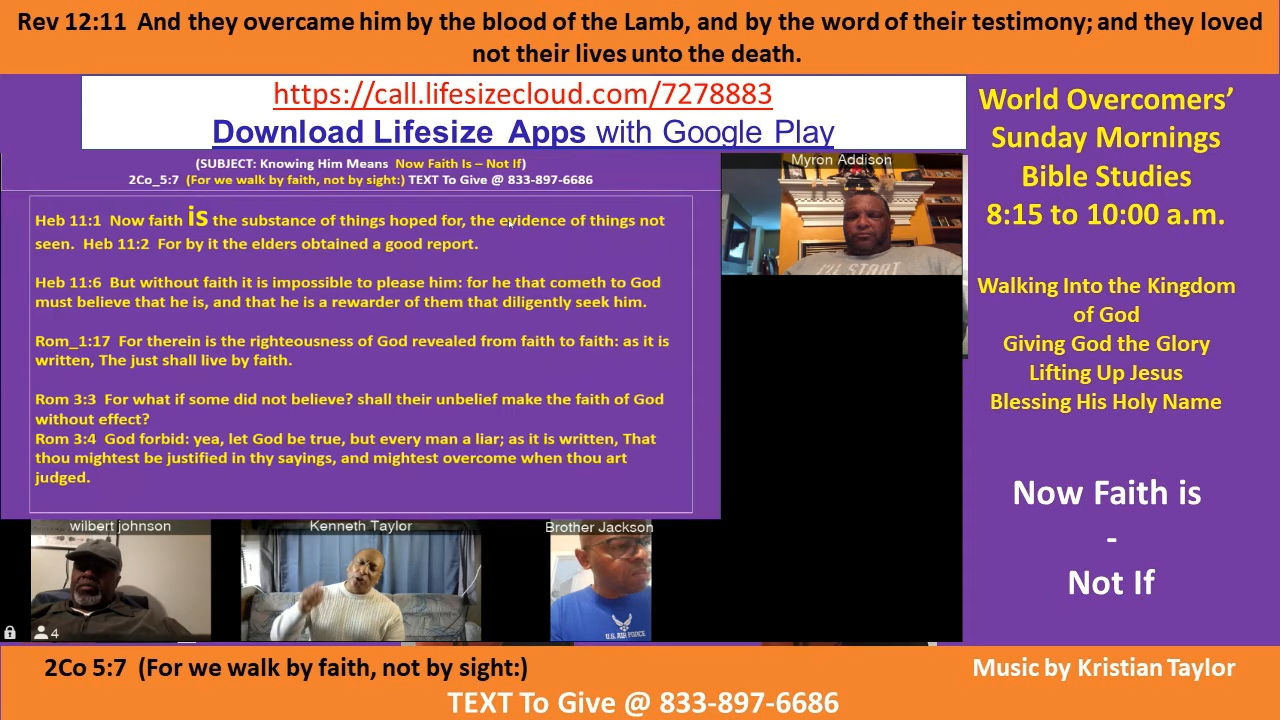 Rev 12:11  And they overcame him by the blood of the Lamb, and by the word of their testimony; and they loved
not their lives unto the death.
https://call.lifesizecloud.com/7278883
Download Lifesize Apps with Google Play
(SUBJECT: Knowing Him Means  Now Faith Is – Not If)
2Co_5:7  (For we walk by faith, not by sight:) TEXT To Give @ 833-897-6686
Heb 11:1  Now faith is the substance of things hoped for, the evidence of things not
seen.  Heb 11:2  For by it the elders obtained a good report.
Heb 11:6  But without faith it is impossible to please him: for he that cometh to God
must believe that he is, and that he is a rewarder of them that diligently seek him.
Rom_1:17  For therein is the righteousness of God revealed from faith to faith: as it is
written, The just shall live by faith.
Rom 3:3  For what if some did not believe? shall their unbelief make the faith of God
without effect?
Rom 3:4  God forbid: yea, let God be true, but every man a liar; as it is written, That
thou mightest be justified in thy sayings, and mightest overcome when thou art
judged.
Myron Addison
wilbert johnson
Kenneth Taylor
Brother Jackson
U.S. AIR FORCE
4
World Overcomers’
Sunday Mornings
Bible Studies
8:15 to 10:00 a.m.
Walking Into the Kingdom
of God
Giving God the Glory
Lifting Up Jesus
Blessing His Holy Name
Now Faith is
-
Not If
2Co 5:7  (For we walk by faith, not by sight:)
Music by Kristian Taylor
TEXT To Give @ 833-897-6686